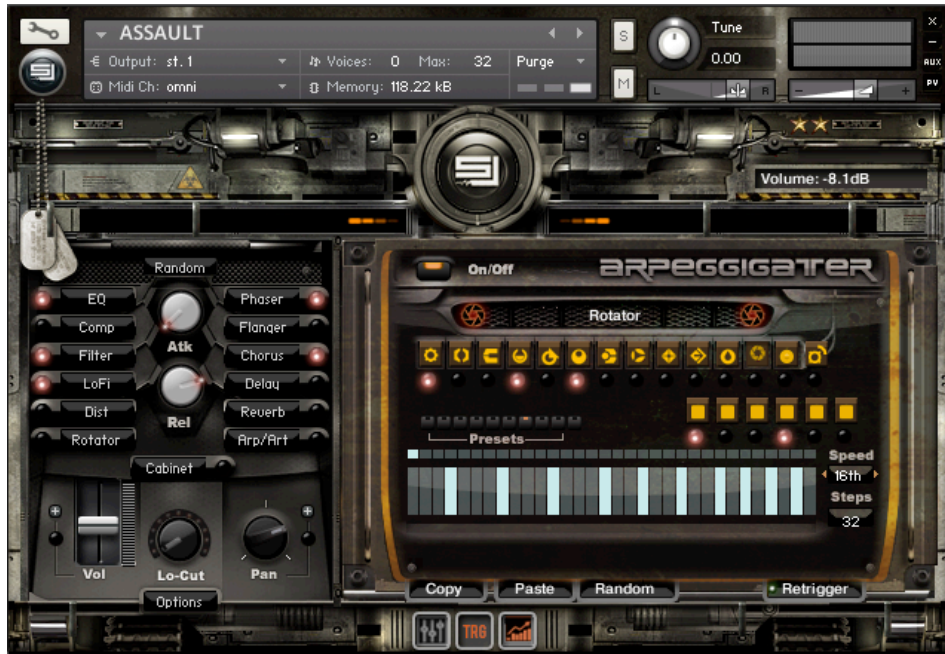 ASSAULT
Output: st. 1
Voices: 0 Max: 32
Purge
Midi Ch: omni
Memory: 118.22 kB
S
M
Tune
0.00
L R
- +
×
–
AUX
PV
SJ
SJ
Volume: -8.1dB
Random
EQ
Phaser
Comp
Flanger
Atk
Filter
Chorus
LoFi
Delay
Dist
Reverb
Rel
Rotator
Arp/Art
Cabinet
Vol
Lo-Cut
Pan
Options
On/Off
ARPEGGIGATER
Rotator
Presets
Speed
16th
Steps
32
Copy
Paste
Random
Retrigger
TRG